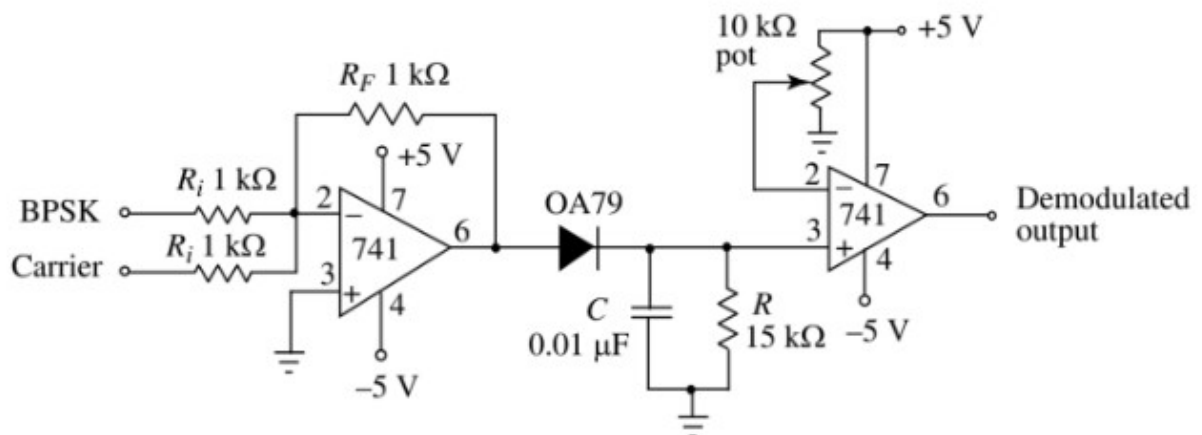 10 kΩ
pot
+5 V
R_F 1 kΩ
+5 V
R_i 1 kΩ
BPSK
2
−
7
741
6
OA79
2
−
7
741
6
Demodulated
output
Carrier
R_i 1 kΩ
3
+
4
−5 V
C
0.01 μF
R
15 kΩ
3
+
4
−5 V